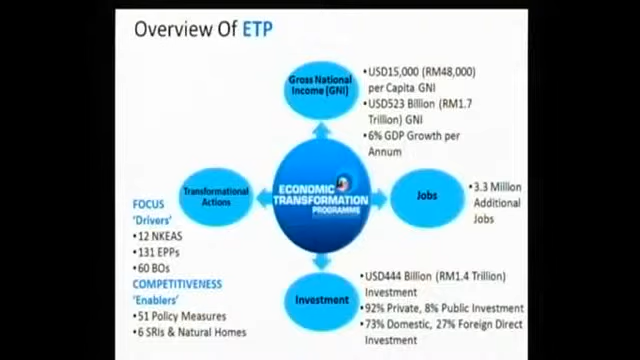 Overview Of ETP
Gross National
Income (GNI)
•USD15,000 (RM48,000)
per Capita GNI
•USD523 Billion (RM1.7
Trillion) GNI
•6% GDP Growth per
Annum
Transformational
Actions
ECONOMIC
TRANSFORMATION
PROGRAMME
Jobs
•3.3 Million
Additional
Jobs
FOCUS
‘Drivers’
•12 NKEAS
•131 EPPs
•60 BOs
COMPETITIVENESS
‘Enablers’
•51 Policy Measures
•6 SRIs & Natural Homes
Investment
•USD444 Billion (RM1.4 Trillion)
Investment
•92% Private, 8% Public Investment
•73% Domestic, 27% Foreign Direct
Investment